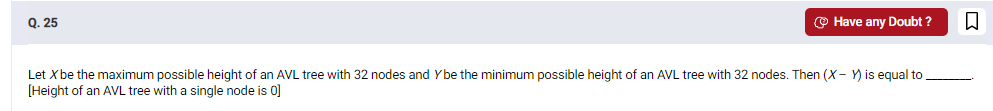 Q. 25
Have any Doubt ?
Let X be the maximum possible height of an AVL tree with 32 nodes and Y be the minimum possible height of an AVL tree with 32 nodes. Then (X – Y) is equal to ________.
[Height of an AVL tree with a single node is 0]